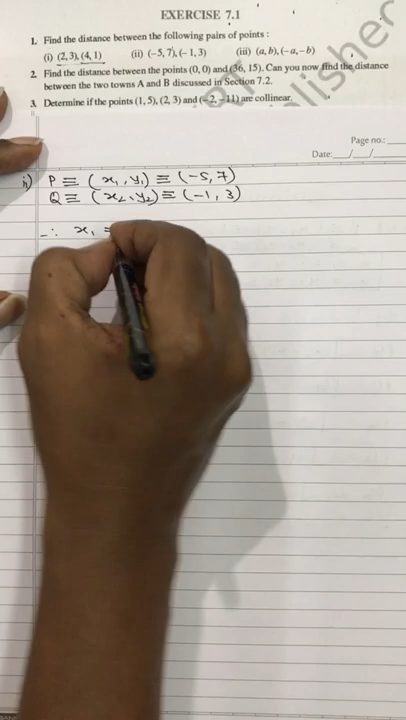 EXERCISE 7.1
1. Find the distance between the following pairs of points :
(i) (2, 3), (4, 1) (ii) (–5, 7), (– 1, 3) (iii) (a, b), (– a, – b)
2. Find the distance between the points (0, 0) and (36, 15). Can you now find the distance
between the two towns A and B discussed in Section 7.2.
3. Determine if the points (1, 5), (2, 3) and (– 2, – 11) are collinear.
Page no.: ___
Date: __/__/__
ii) P ≡ (x₁, y₁) ≡ (-5, 7)
Q ≡ (x₂, y₂) ≡ (-1, 3)
∴ x₁ =